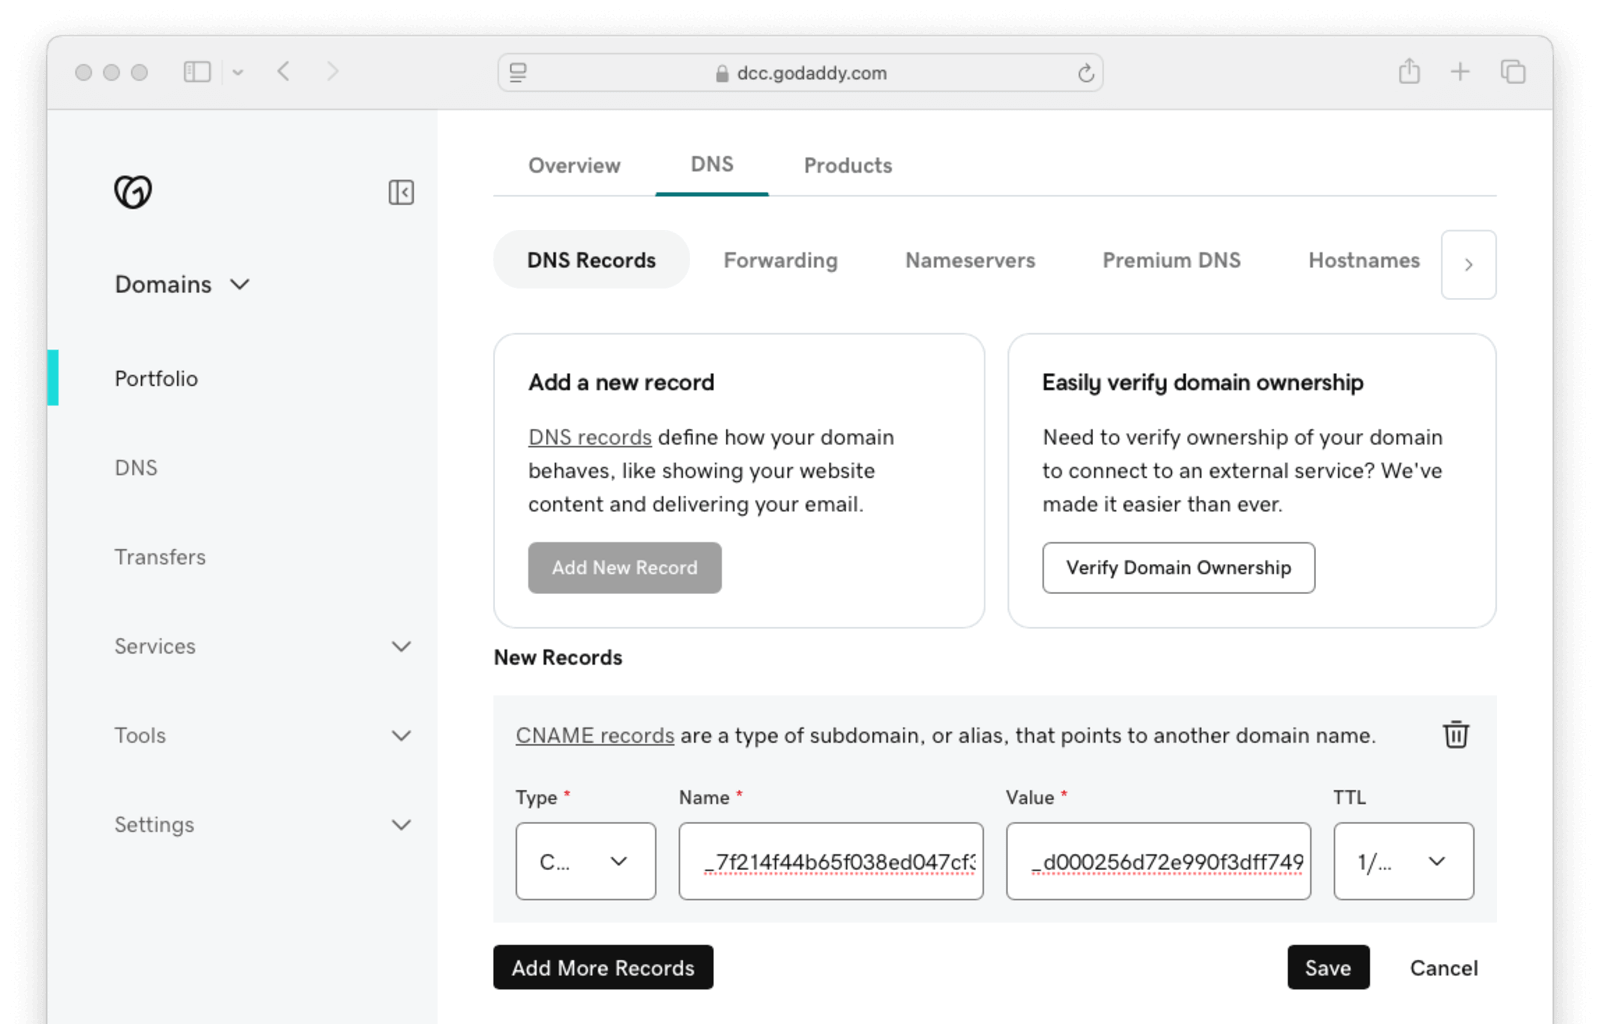 dcc.godaddy.com
Domains
Portfolio
DNS
Transfers
Services
Tools
Settings
Overview
DNS
Products
DNS Records
Forwarding
Nameservers
Premium DNS
Hostnames
Add a new record
DNS records define how your domain
behaves, like showing your website
content and delivering your email.
Add New Record
Easily verify domain ownership
Need to verify ownership of your domain
to connect to an external service? We've
made it easier than ever.
Verify Domain Ownership
New Records
CNAME records are a type of subdomain, or alias, that points to another domain name.
Type *
Name *
Value *
TTL
C...
_7f214f44b65f038ed047cf3
_d000256d72e990f3dff749
1/...
Add More Records
Save
Cancel